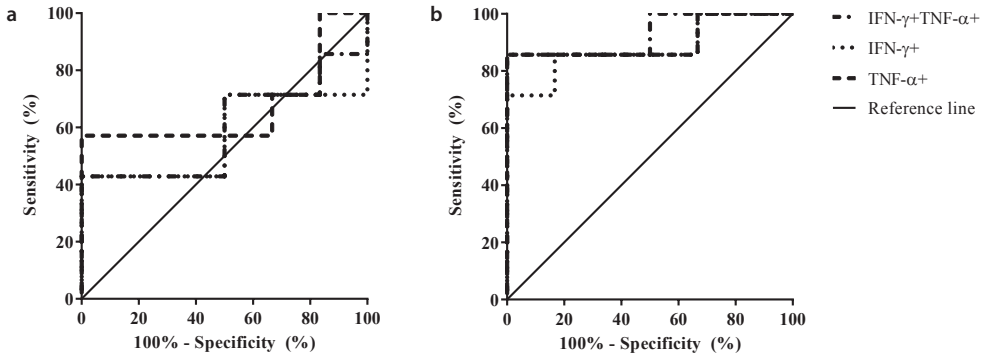 a
100
80
60
40
20
0
Sensitivity (%)
0 20 40 60 80 100
100% - Specificity (%)
b
100
80
60
40
20
0
Sensitivity (%)
0 20 40 60 80 100
100% - Specificity (%)
IFN-γ+TNF-α+
IFN-γ+
TNF-α+
Reference line